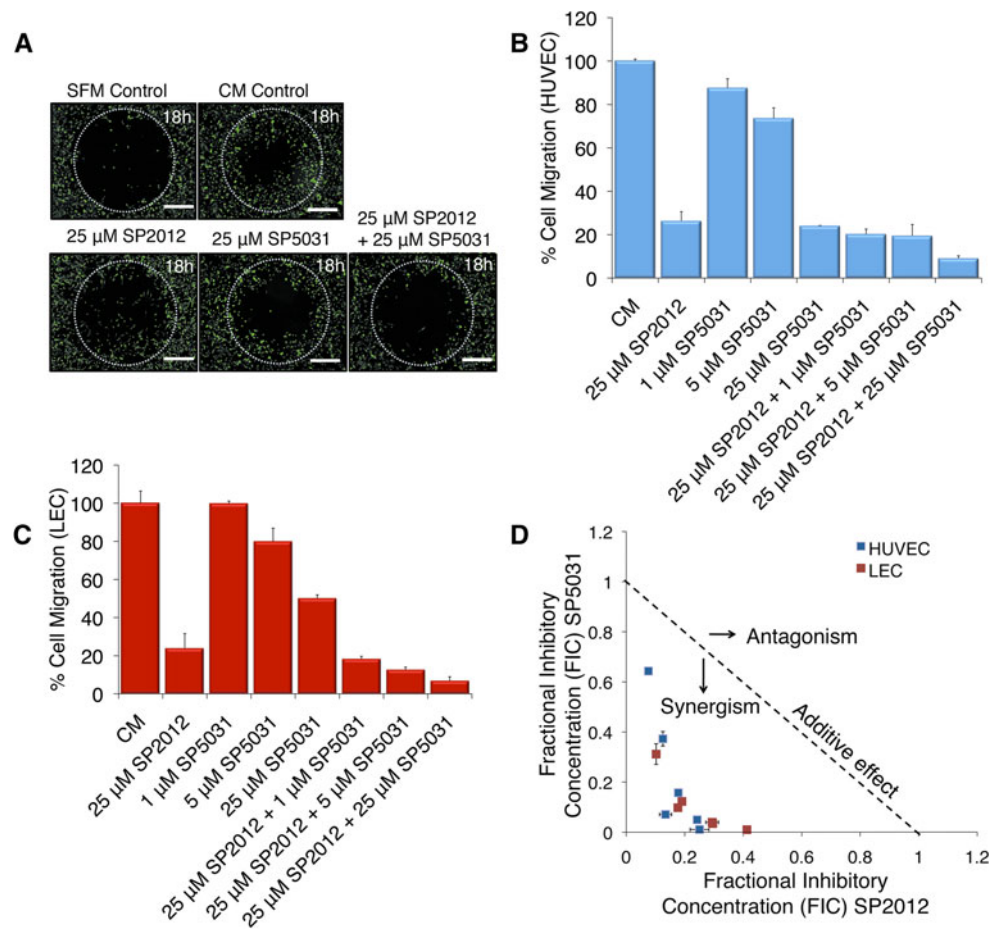 A
SFM Control
CM Control
18h
18h
25 μM SP2012
25 μM SP5031
25 μM SP2012
+ 25 μM SP5031
18h
18h
18h
B
% Cell Migration (HUVEC)
120
100
80
60
40
20
0
CM
25 μM SP2012
1 μM SP5031
5 μM SP5031
25 μM SP5031
25 μM SP2012 + 1 μM SP5031
25 μM SP2012 + 5 μM SP5031
25 μM SP2012 + 25 μM SP5031
C
% Cell Migration (LEC)
120
100
80
60
40
20
0
CM
25 μM SP2012
1 μM SP5031
5 μM SP5031
25 μM SP5031
25 μM SP2012 + 1 μM SP5031
25 μM SP2012 + 5 μM SP5031
25 μM SP2012 + 25 μM SP5031
D
Fractional Inhibitory
Concentration (FIC) SP5031
1.2
1
0.8
0.6
0.4
0.2
0
HUVEC
LEC
Antagonism
Synergism
Additive effect
0
0.2
0.4
0.6
0.8
1
1.2
Fractional Inhibitory
Concentration (FIC) SP2012